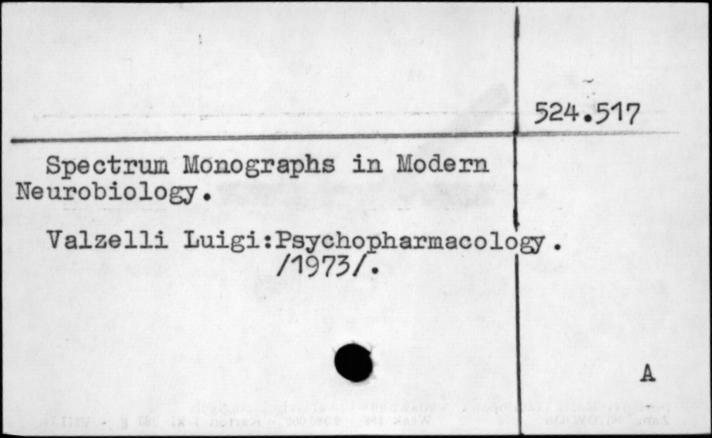 524.517
Spectrum Monographs in Modern
Neurobiology.
Valzelli Luigi:Psychopharmacology.
/1973/.
A